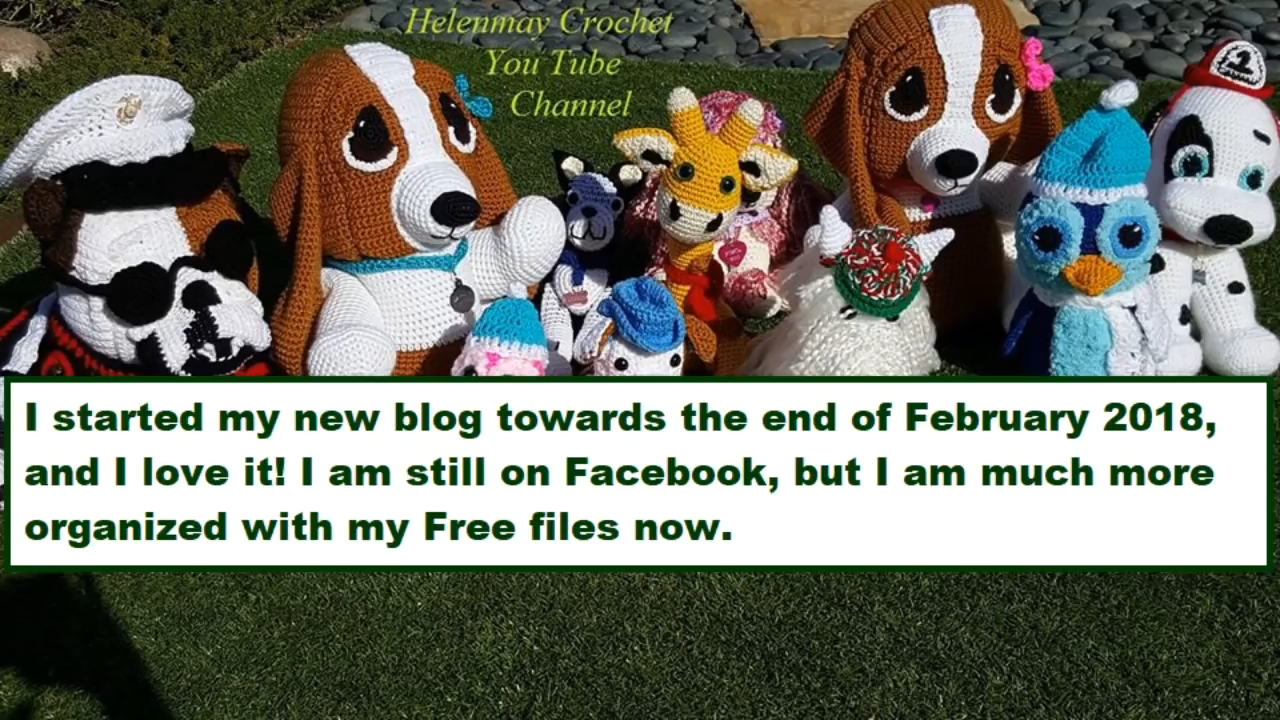 Helenmay Crochet
You Tube
Channel
1
I started my new blog towards the end of February 2018,
and I love it! I am still on Facebook, but I am much more
organized with my Free files now.